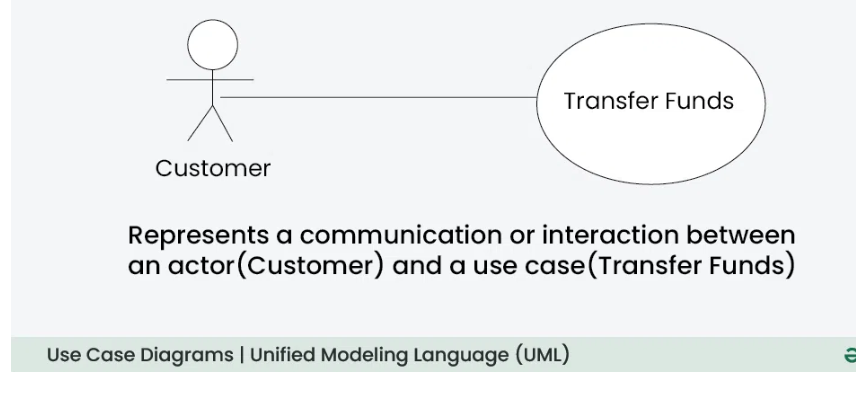 Transfer Funds
Customer
Represents a communication or interaction between
an actor(Customer) and a use case(Transfer Funds)
Use Case Diagrams | Unified Modeling Language (UML)